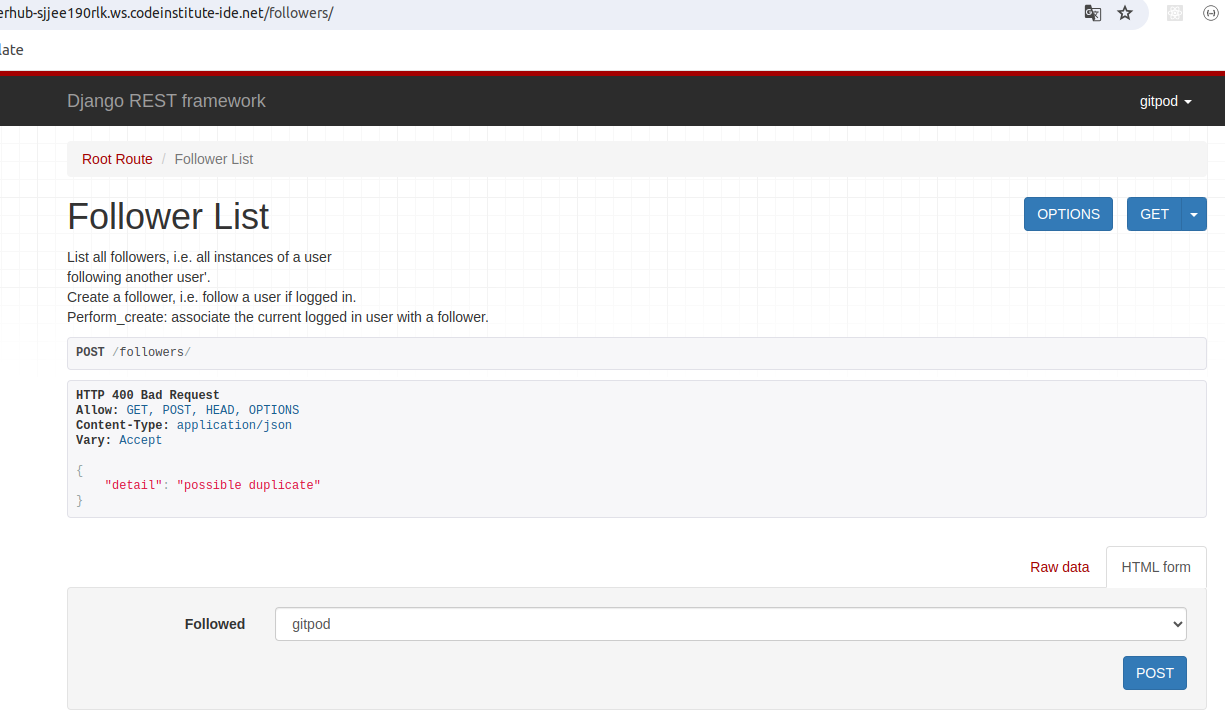 erhub-sjjee190rlk.ws.codeinstitute-ide.net/followers/
late
Django REST framework
gitpod
Root Route / Follower List
Follower List
OPTIONS
GET
List all followers, i.e. all instances of a user
following another user'.
Create a follower, i.e. follow a user if logged in.
Perform_create: associate the current logged in user with a follower.
POST /followers/
HTTP 400 Bad Request
Allow: GET, POST, HEAD, OPTIONS
Content-Type: application/json
Vary: Accept
{
"detail": "possible duplicate"
}
Raw data
HTML form
Followed
gitpod
POST